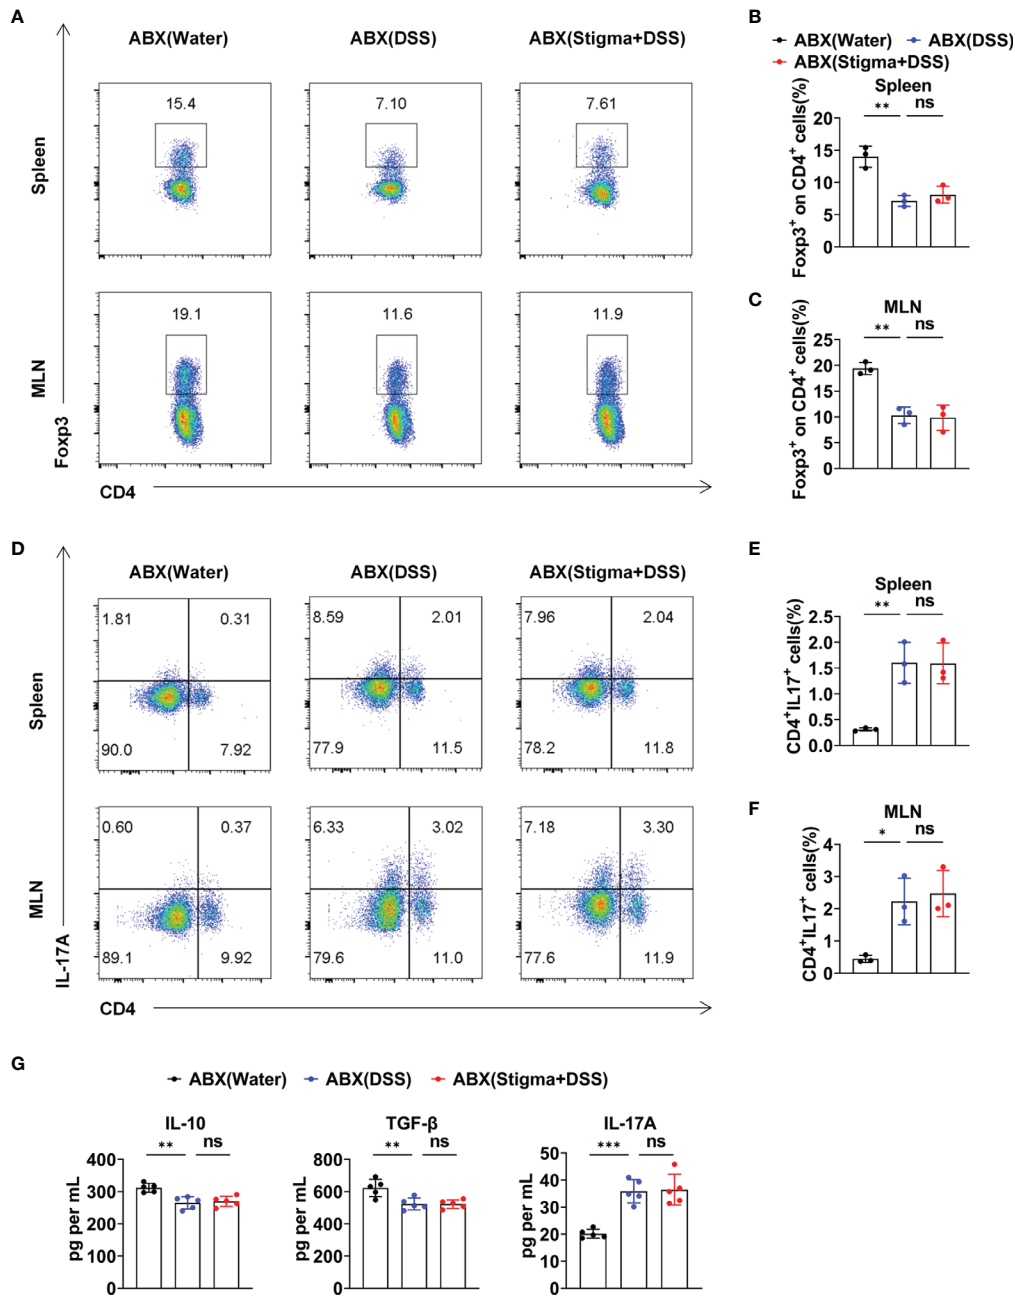 A
ABX(Water) ABX(DSS) ABX(Stigma+DSS)
Spleen
15.4 7.10 7.61
MLN
19.1 11.6 11.9
Foxp3
CD4
B
ABX(Water) ABX(DSS)
ABX(Stigma+DSS)
Spleen
** ns
Foxp3+ on CD4+ cells(%)
20
15
10
5
0
C
MLN
** ns
Foxp3+ on CD4+ cells(%)
25
20
15
10
5
0
D
ABX(Water) ABX(DSS) ABX(Stigma+DSS)
Spleen
1.81 0.31 8.59 2.01 7.96 2.04
90.0 7.92 77.9 11.5 78.2 11.8
MLN
0.60 0.37 6.33 3.02 7.18 3.30
89.1 9.92 79.6 11.0 77.6 11.9
IL-17A
CD4
E
Spleen
** ns
CD4+IL17+ cells(%)
2.5
2.0
1.5
1.0
0.5
0.0
F
MLN
* ns
CD4+IL17+ cells(%)
4
3
2
1
0
G
ABX(Water) ABX(DSS) ABX(Stigma+DSS)
IL-10
** ns
pg per mL
400
300
200
100
0
TGF-β
** ns
pg per mL
800
600
400
200
0
IL-17A
*** ns
pg per mL
50
40
30
20
10
0